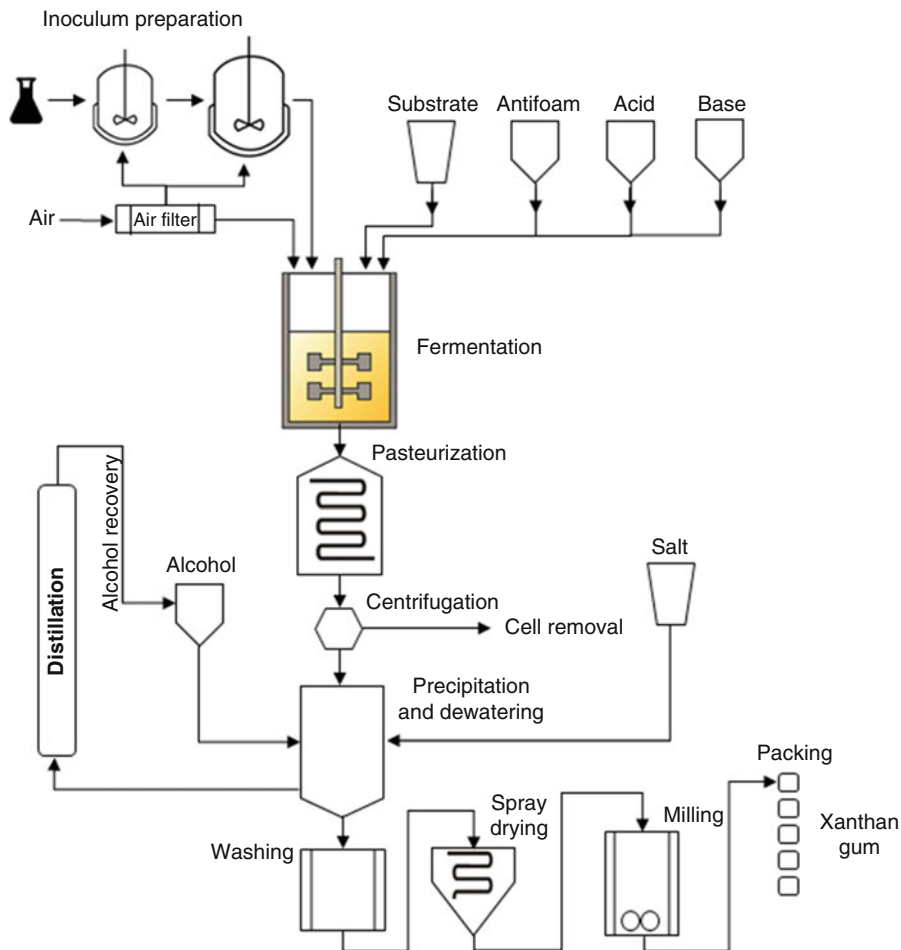 Inoculum preparation
Substrate
Antifoam
Acid
Base
Air
Air filter
Fermentation
Pasteurization
Alcohol recovery
Alcohol
Salt
Distillation
Centrifugation
Cell removal
Precipitation
and dewatering
Packing
Spray
drying
Milling
Washing
Xanthan
gum